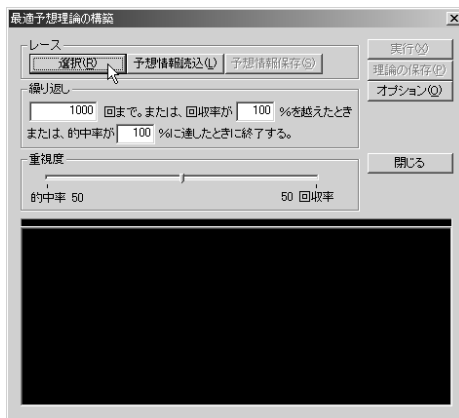 最適予想理論の構築
レース
選択(R) 予想情報読込(L) 予想情報保存(S)
実行(X)
理論の保存(P)
オプション(O)
繰り返し
1000 回まで。または、回収率が 100 %を越えたとき
または、的中率が 100 %に達したときに終了する。
重視度
閉じる
的中率 50 50 回収率